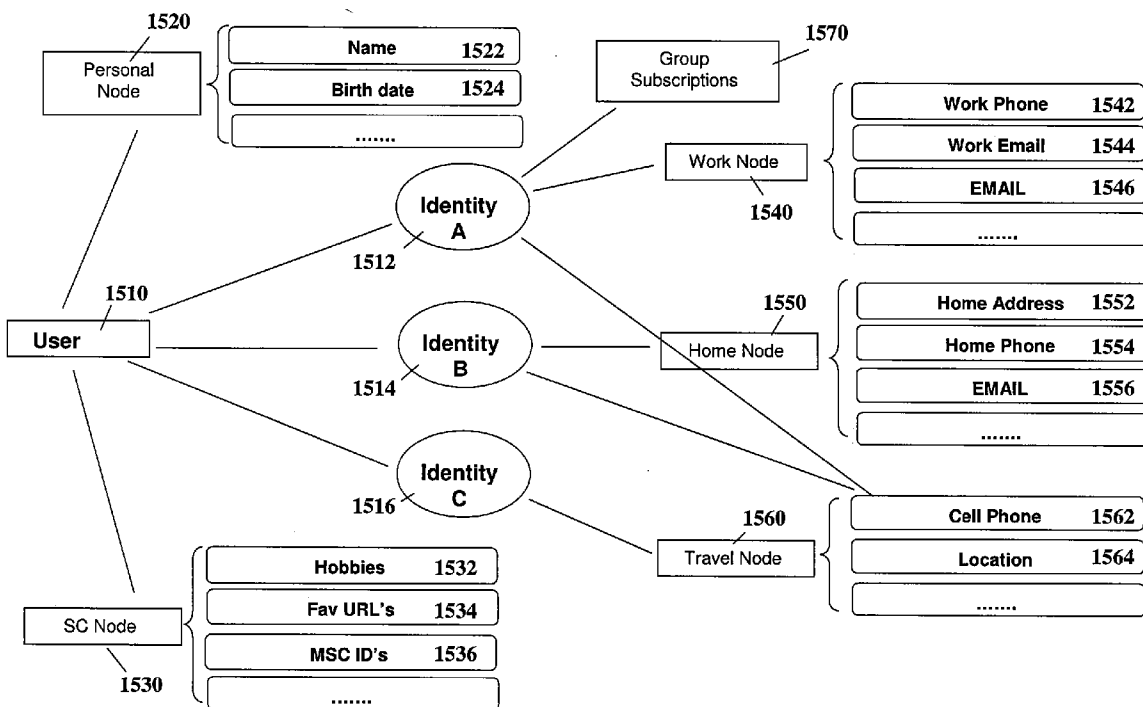 1520
Personal
Node
Name 1522
Birth date 1524
.......
Group
Subscriptions
1570
Work Node
1540
Work Phone 1542
Work Email 1544
EMAIL 1546
.......
Identity
A
1512
1510
User
Identity
B
1514
1550
Home Node
Home Address 1552
Home Phone 1554
EMAIL 1556
.......
Identity
C
1516
1560
Travel Node
Cell Phone 1562
Location 1564
.......
SC Node
1530
Hobbies 1532
Fav URL's 1534
MSC ID's 1536
.......